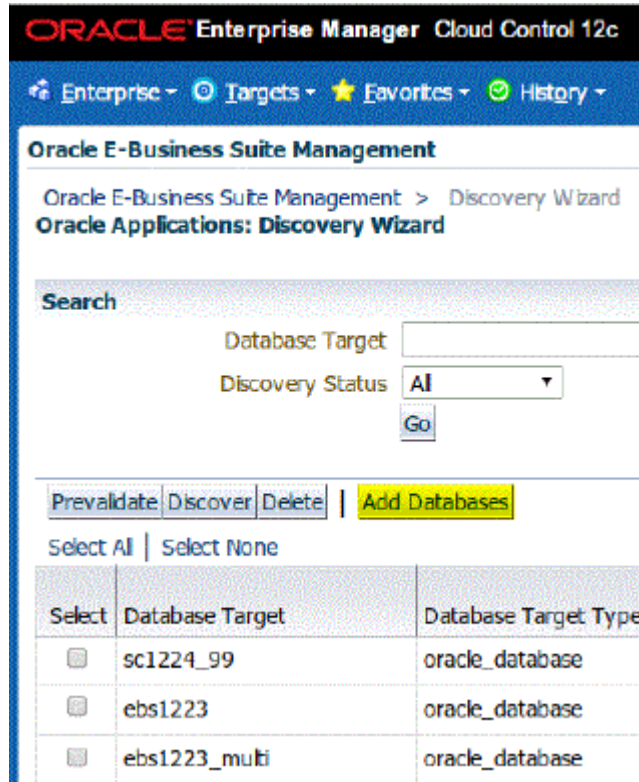 ORACLE Enterprise Manager Cloud Control 12c
Enterprise Targets Favorites History
Oracle E-Business Suite Management
Oracle E-Business Suite Management > Discovery Wizard
Oracle Applications: Discovery Wizard
Search
Database Target
Discovery Status All
Go
Prevalidate Discover Delete | Add Databases
Select All | Select None
Select Database Target Database Target Type
sc1224_99 oracle_database
ebs1223 oracle_database
ebs1223_multi oracle_database